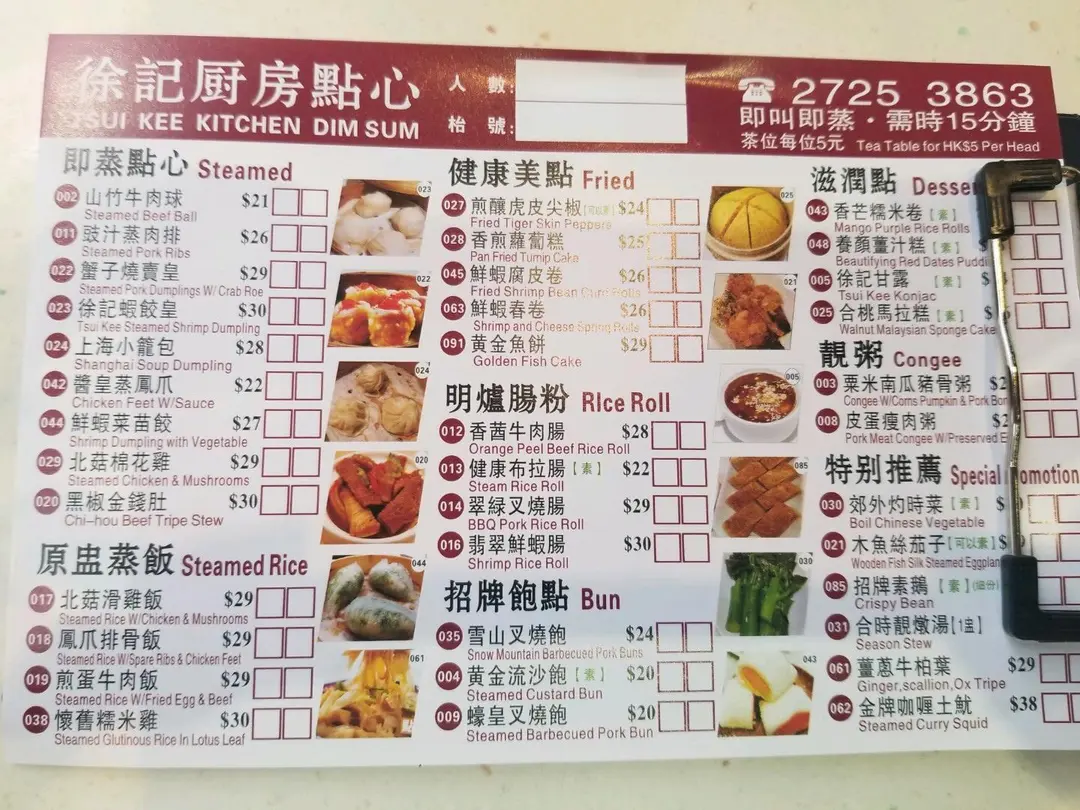 徐記厨房點心
TSUI KEE KITCHEN DIM SUM
人 數:
枱 號:
☎ 2725 3863
即叫即蒸・需時15分鐘
茶位每位5元 Tea Table for HK$5 Per Head
即蒸點心 Steamed
002 山竹牛肉球 $21
Steamed Beef Ball
011 豉汁蒸肉排 $26
Steamed Pork Ribs
022 蟹子燒賣皇 $29
Steamed Pork Dumplings W/ Crab Roe
023 徐記蝦餃皇 $30
Tsui Kee Steamed Shrimp Dumpling
024 上海小籠包 $28
Shanghai Soup Dumpling
042 醬皇蒸鳳爪 $22
Chicken Feet W/Sauce
044 鮮蝦菜苗餃 $27
Shrimp Dumpling with Vegetable
029 北菇棉花雞 $29
Steamed Chicken & Mushrooms
020 黑椒金錢肚 $30
Chi-hou Beef Tripe Stew
原盅蒸飯 Steamed Rice
017 北菇滑雞飯 $29
Steamed Rice W/Chicken & Mushrooms
018 鳳爪排骨飯 $29
Steamed Rice W/Spare Ribs & Chicken Feet
019 煎蛋牛肉飯 $29
Steamed Rice W/Fried Egg & Beef
038 懷舊糯米雞 $30
Steamed Glutinous Rice In Lotus Leaf
023
022
024
020
044
061
健康美點 Fried
027 煎釀虎皮尖椒 $24
Fried Tiger Skin Peppers
028 香煎蘿蔔糕 $25
Pan Fried Turnip Cake
045 鮮蝦腐皮卷 $26
Fried Shrimp Bean Curd Rolls
063 鮮蝦春卷 $26
Shrimp and Cheese Spring Rolls
091 黃金魚餅 $29
Golden Fish Cake
明爐腸粉 RIce Roll
012 香茜牛肉腸 $28
Orange Peel Beef Rice Roll
013 健康布拉腸【素】 $22
Steam Rice Roll
014 翠緑叉燒腸 $29
BBQ Pork Rice Roll
016 翡翠鮮蝦腸 $30
Shrimp Rice Roll
招牌飽點 Bun
035 雪山叉燒飽 $24
Snow Mountain Barbecued Pork Buns
004 黃金流沙飽【素】 $20
Steamed Custard Bun
009 蠔皇叉燒飽 $20
Steamed Barbecued Pork Bun
025
021
005
085
030
043
滋潤點 Desser
043 香芒糯米卷【素】
Mango Purple Rice Rolls
048 養顏薑汁糕【素】 $
Beautifying Red Dates Puddi
005 徐記甘露 【素】 $
Tsui Kee Konjac
025 合桃馬拉糕【素】 $
Walnut Malaysian Sponge Cake
靚粥 Congee
003 粟米南瓜豬骨粥 $2
Congee W/Corns Pumpkin & Pork Bon
008 皮蛋瘦肉粥 $2
Pork Meat Congee W/Preserved E
特别推薦 Special omotion
030 郊外灼時菜【素】 $
Boil Chinese Vegetable
021 木魚絲茄子[可以素] $
Wooden Fish Silk Steamed Eggplan
085 招牌素鵝【素】
Crispy Bean
031 合時靚燉湯[1盅]
Season Stew
061 薑蔥牛柏葉 $29
Ginger,scallion,Ox Tripe
062 金牌咖喱土魷 $38
Steamed Curry Squid